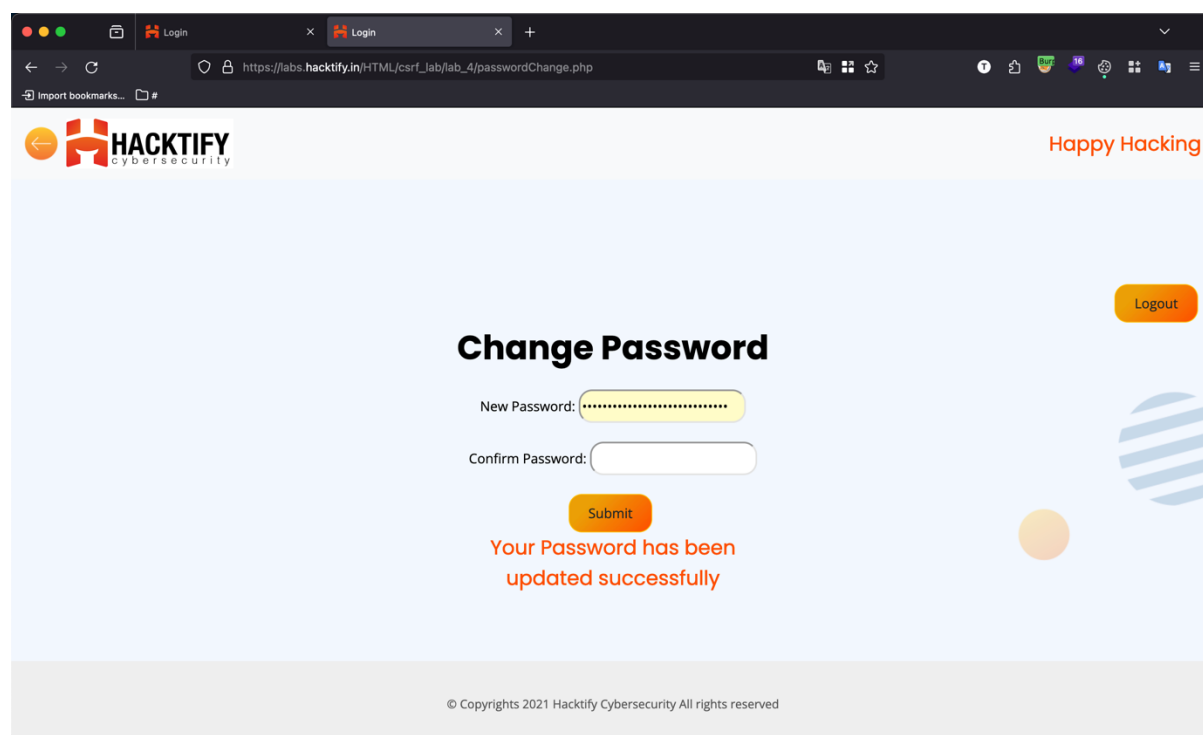 Login
Login
https://labs.hacktify.in/HTML/csrf_lab/lab_4/passwordChange.php
Burp
16
Import bookmarks...
#
HACKTIFY
cybersecurity
Happy Hacking
Logout
Change Password
New Password: •••••••••••••••••••••••••••••
Confirm Password:
Submit
Your Password has been
updated successfully
© Copyrights 2021 Hacktify Cybersecurity All rights reserved